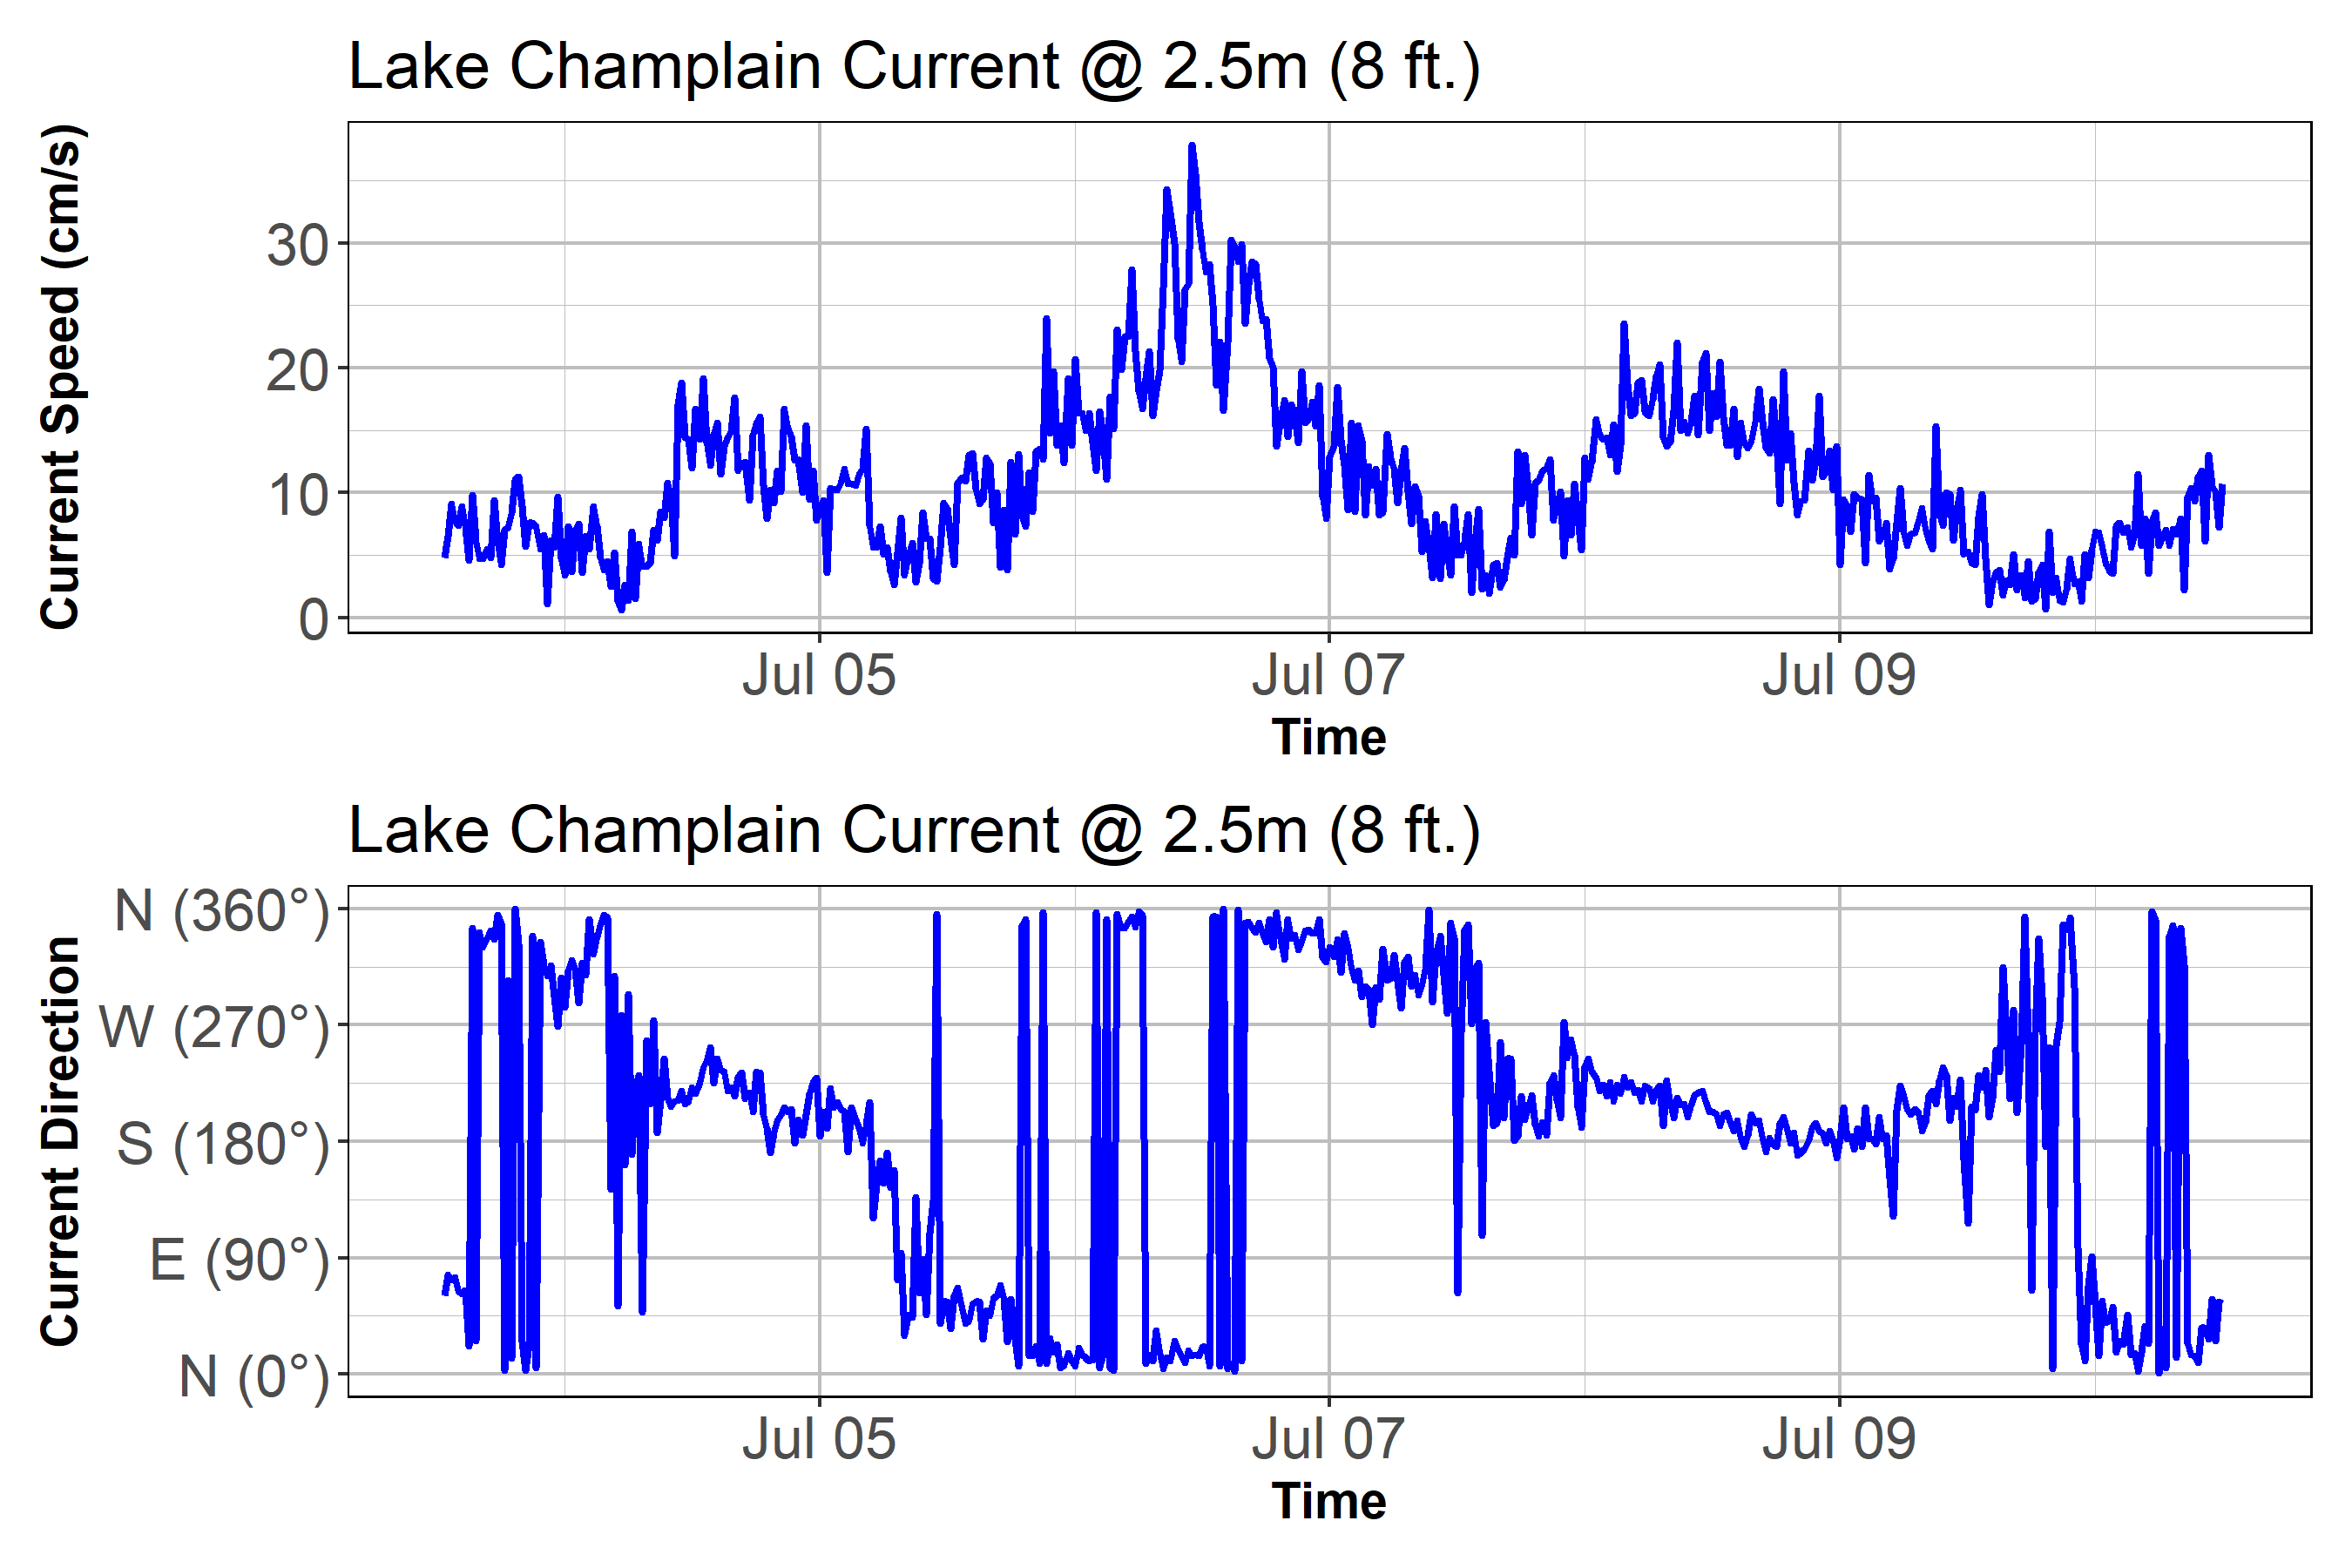 Lake Champlain Current @ 2.5m (8 ft.)
Current Speed (cm/s)
30
20
10
0
Jul 05 Jul 07 Jul 09
Time
Lake Champlain Current @ 2.5m (8 ft.)
Current Direction
N (360°)
W (270°)
S (180°)
E (90°)
N (0°)
Jul 05 Jul 07 Jul 09
Time